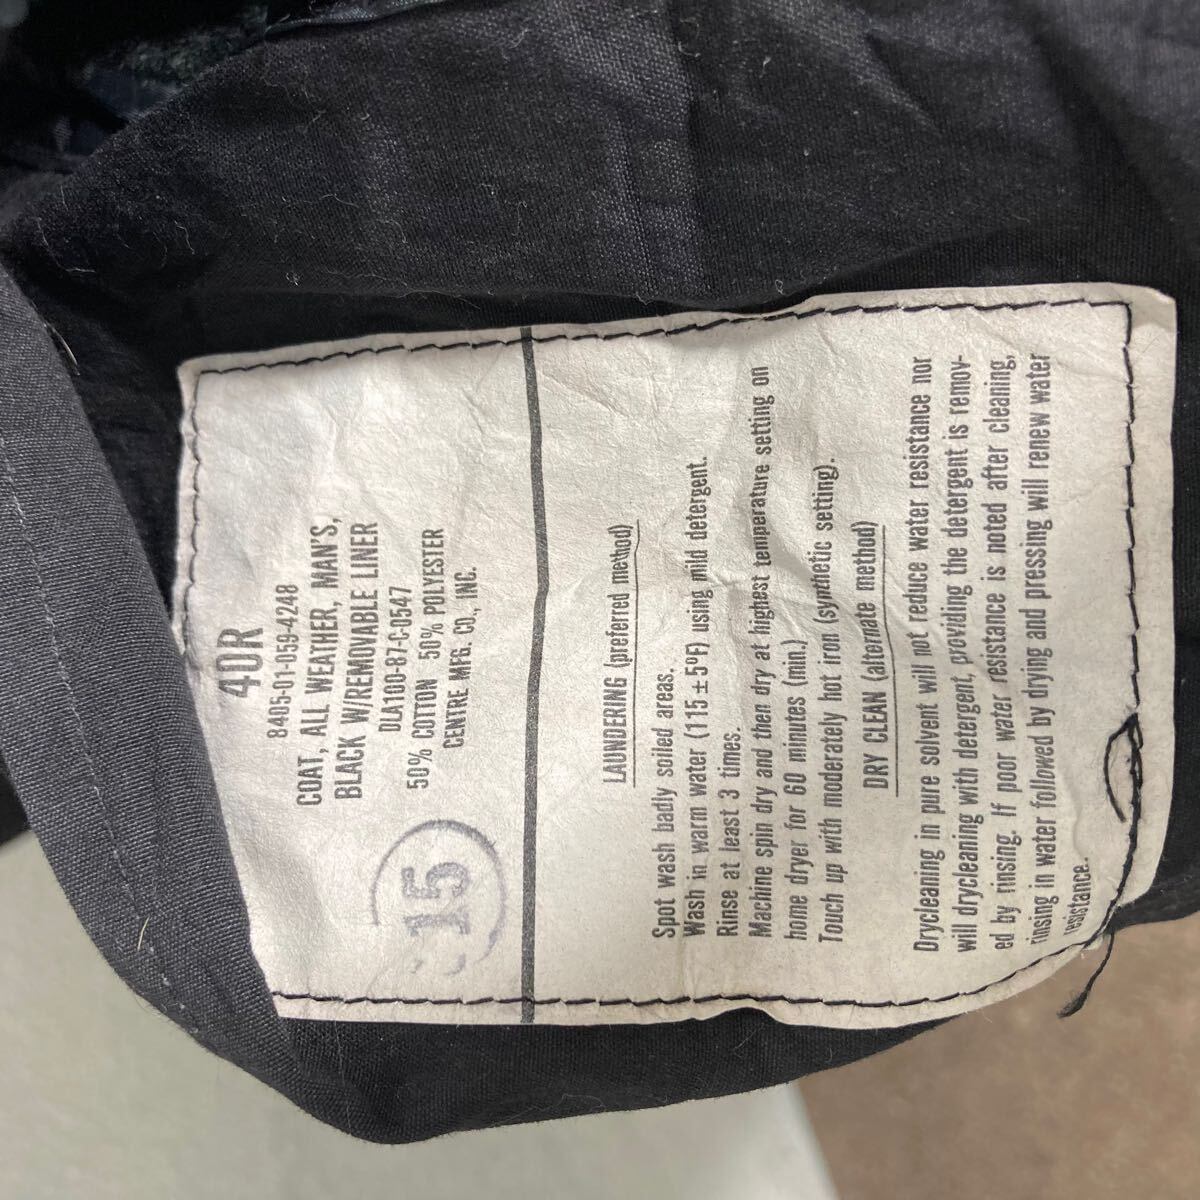 40R
8405-01-059-4248
COAT, ALL WEATHER, MAN'S,
BLACK W/REMOVABLE LINER
DLA100-87-C-0547
50% COTTON 50% POLYESTER
CENTRE MFG. CO., INC.
15
LAUNDERING (preferred method)
Spot wash badly soiled areas.
Wash in warm water (115±5ºF) using mild detergent.
Rinse at least 3 times.
Machine spin dry and then dry at highest temperature setting on
home dryer for 60 minutes (min.)
Touch up with moderately hot iron (synthetic setting).
DRY CLEAN (alternate method)
Drycleaning in pure solvent will not reduce water resistance nor
will drycleaning with detergent, providing the detergent is remov-
ed by rinsing. If poor water resistance is noted after cleaning,
rinsing in water followed by drying and pressing will renew water
resistance.